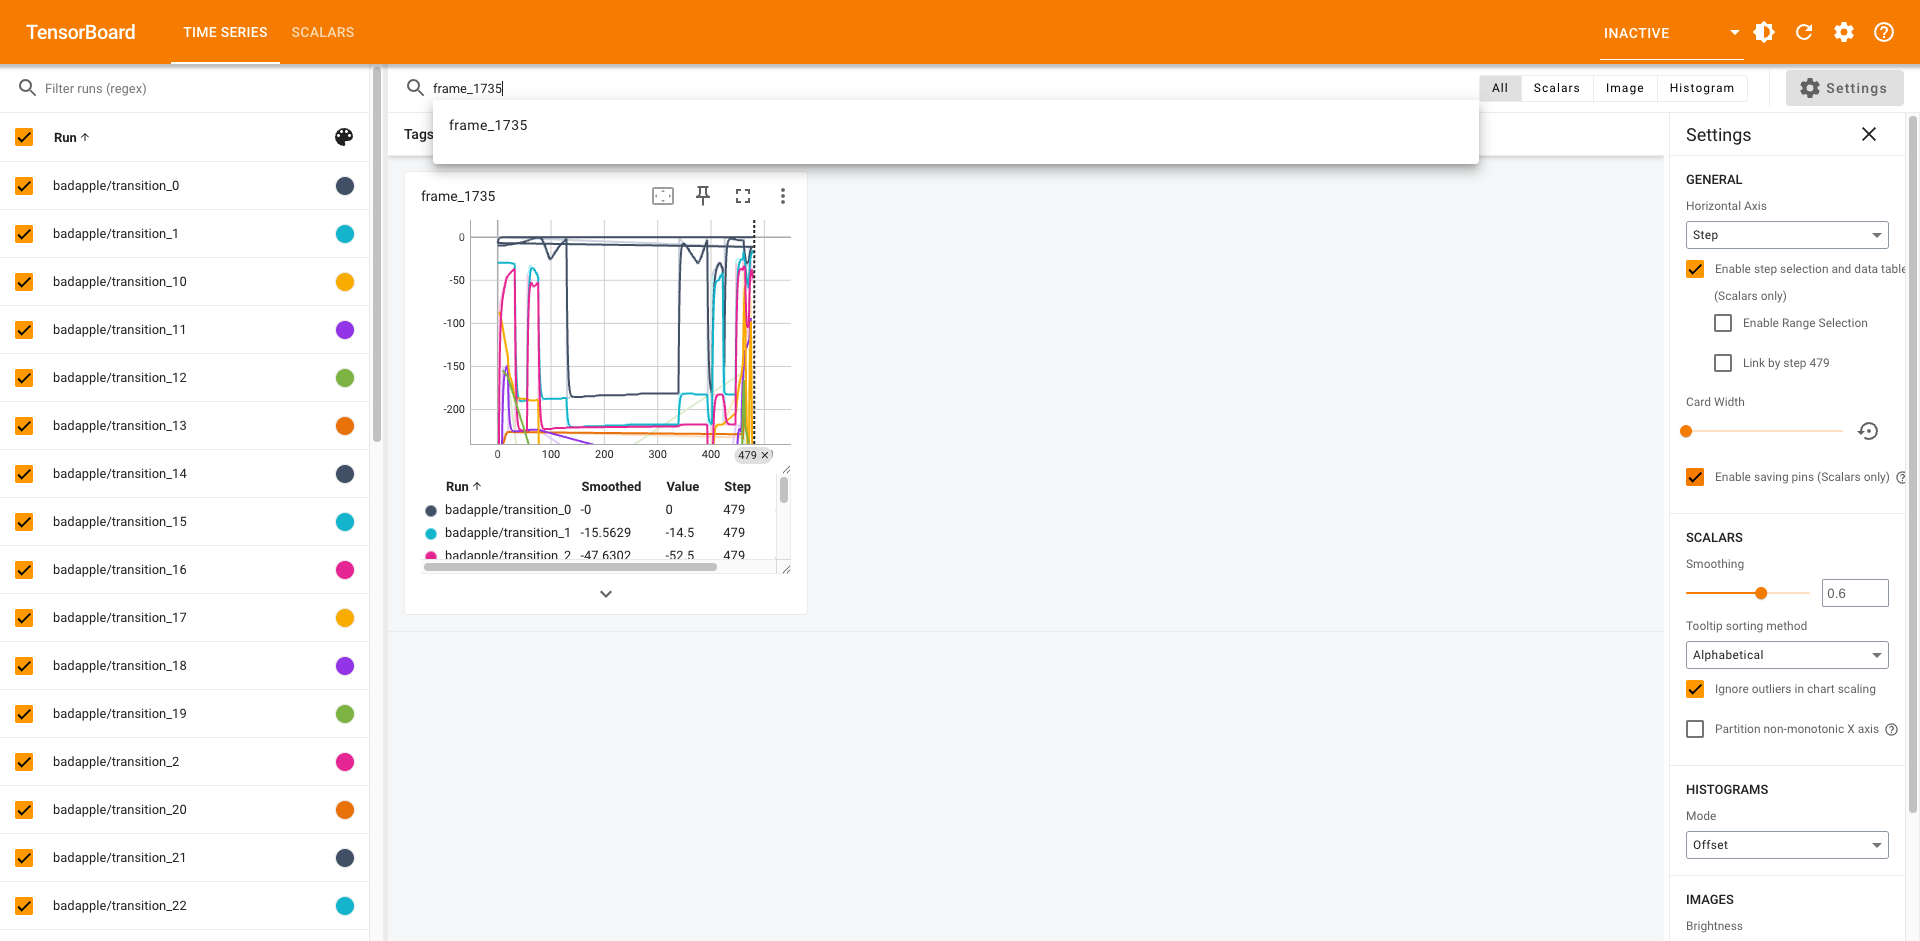 TensorBoard
TIME SERIES
SCALARS
INACTIVE
Filter runs (regex)
frame_1735
All
Scalars
Image
Histogram
Settings
frame_1735
Tags
Run
badapple/transition_0
badapple/transition_1
badapple/transition_10
badapple/transition_11
badapple/transition_12
badapple/transition_13
badapple/transition_14
badapple/transition_15
badapple/transition_16
badapple/transition_17
badapple/transition_18
badapple/transition_19
badapple/transition_2
badapple/transition_20
badapple/transition_21
badapple/transition_22
frame_1735
0
-50
-100
-150
-200
0 100 200 300 400 479
Run Smoothed Value Step
badapple/transition_0 -0 0 479
badapple/transition_1 -15.5629 -14.5 479
badapple/transition_2 -47.6302 -52.5 479
Settings
GENERAL
Horizontal Axis
Step
Enable step selection and data table
(Scalars only)
Enable Range Selection
Link by step 479
Card Width
Enable saving pins (Scalars only)
SCALARS
Smoothing
0.6
Tooltip sorting method
Alphabetical
Ignore outliers in chart scaling
Partition non-monotonic X axis
HISTOGRAMS
Mode
Offset
IMAGES
Brightness